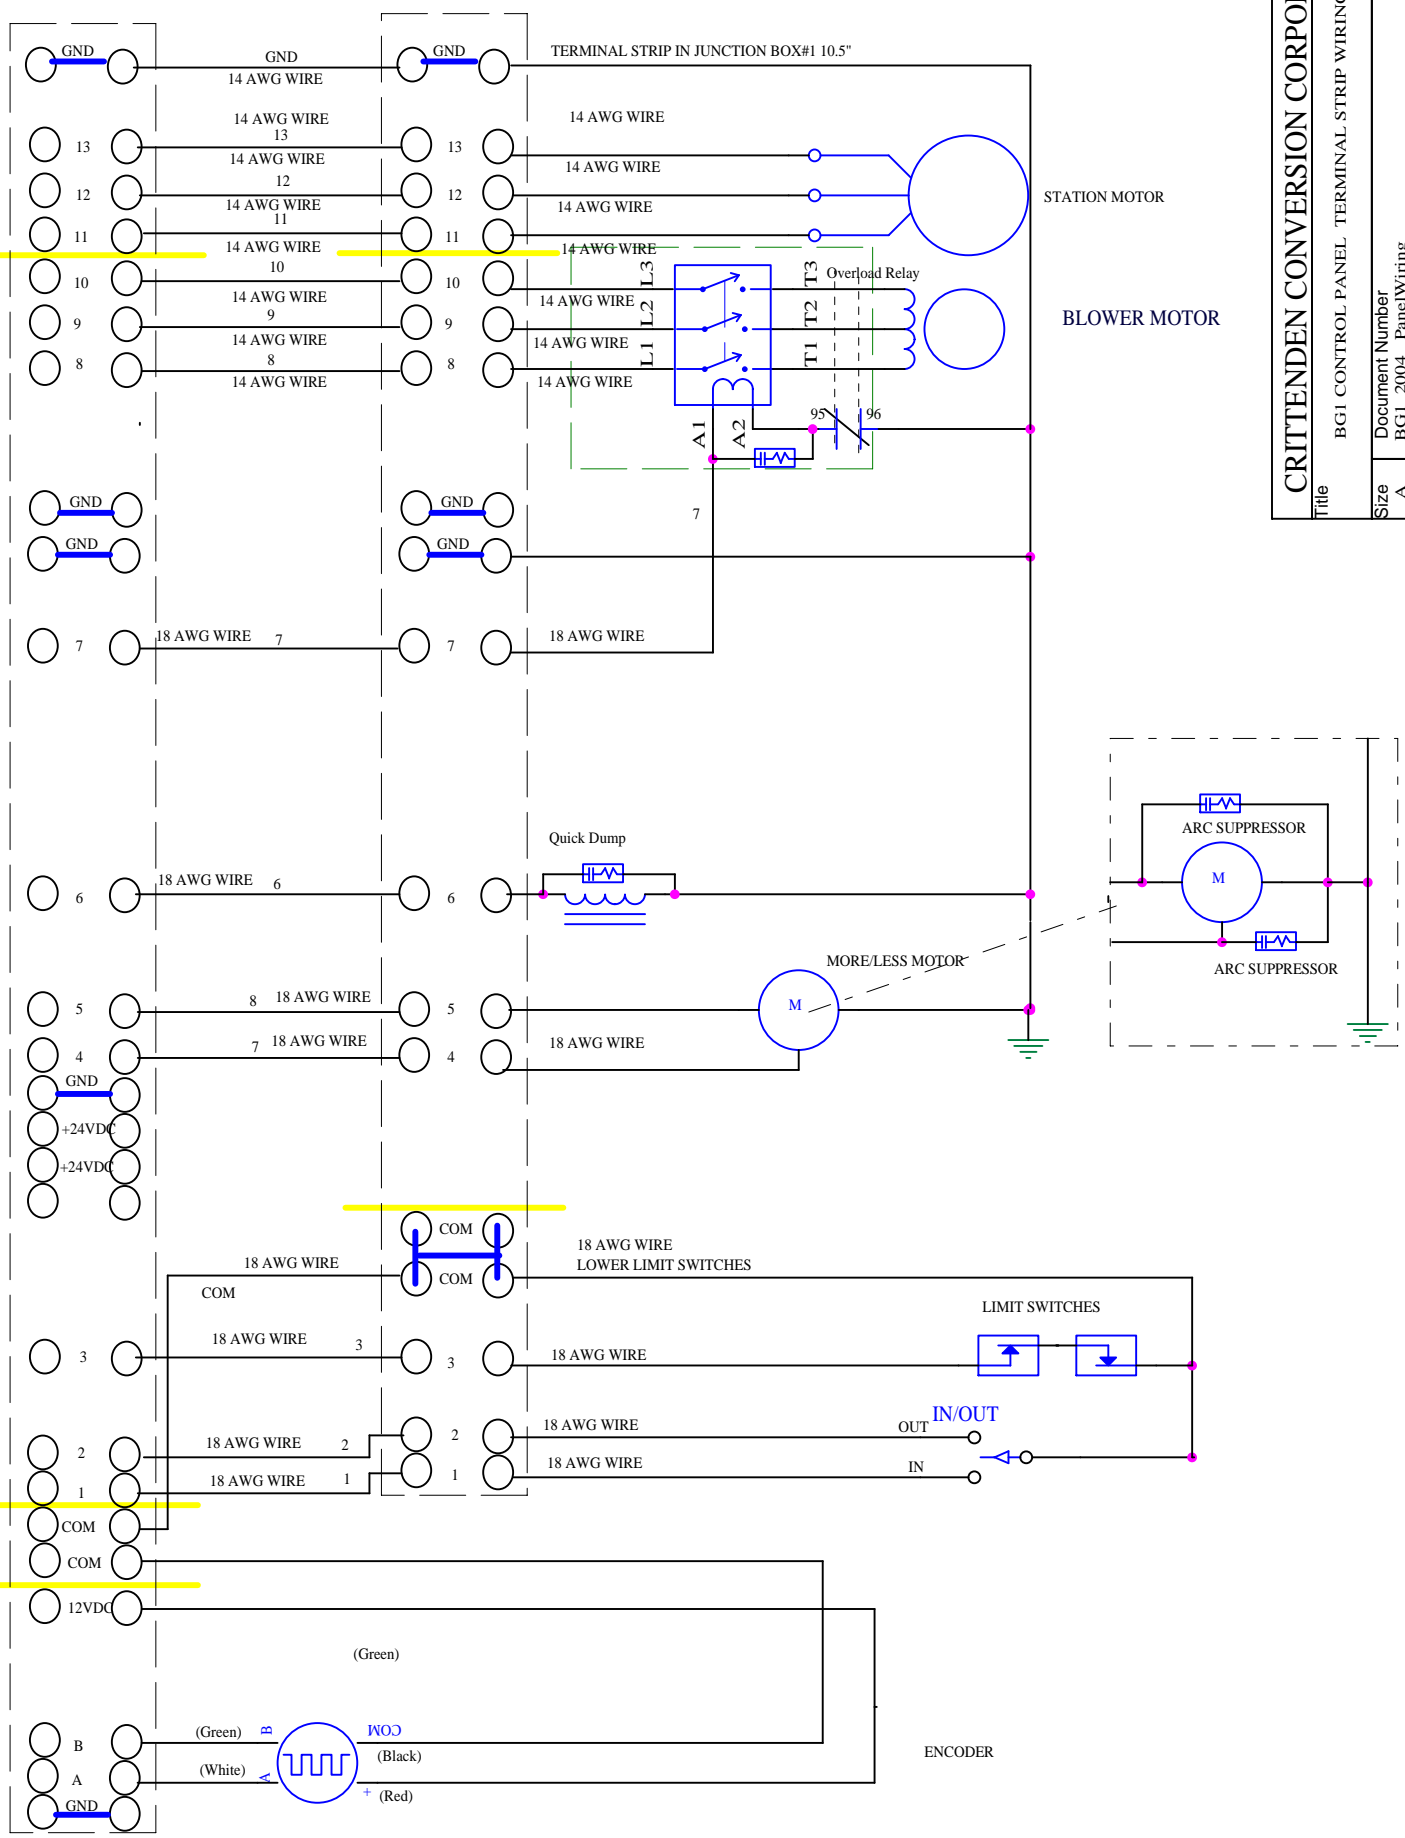 GND
GND
14 AWG WIRE
GND
TERMINAL STRIP IN JUNCTION BOX#1 10.5"
14 AWG WIRE
13
13
14 AWG WIRE
13
14 AWG WIRE
14 AWG WIRE
12
12
14 AWG WIRE
12
14 AWG WIRE
STATION MOTOR
11
11
14 AWG WIRE
11
14 AWG WIRE
10
10
10
14 AWG WIRE
14 AWG WIRE
9
9
14 AWG WIRE
9
14 AWG WIRE
8
8
14 AWG WIRE
8
14 AWG WIRE
L3
L2
L1
T3
T2
T1
Overload Relay
BLOWER MOTOR
A1
A2
95
96
GND
GND
GND
GND
7
7
18 AWG WIRE
7
7
18 AWG WIRE
Quick Dump
6
18 AWG WIRE
6
6
ARC SUPPRESSOR
M
ARC SUPPRESSOR
MORE/LESS MOTOR
M
5
8
18 AWG WIRE
5
4
7
18 AWG WIRE
4
18 AWG WIRE
GND
+24VDC
+24VDC
COM
COM
18 AWG WIRE
COM
18 AWG WIRE
LOWER LIMIT SWITCHES
LIMIT SWITCHES
3
18 AWG WIRE
3
3
18 AWG WIRE
2
18 AWG WIRE
2
2
18 AWG WIRE
OUT
IN/OUT
1
18 AWG WIRE
1
1
18 AWG WIRE
IN
COM
COM
12VDC
(Green)
B
(Green)
B
COM
(Black)
ENCODER
A
(White)
A
+
(Red)
GND
CRITTENDEN CONVERSION CORPO
Title
BG1 CONTROL PANEL TERMINAL STRIP WIRING
Size
A
Document Number
BG1_2004_PanelWiring